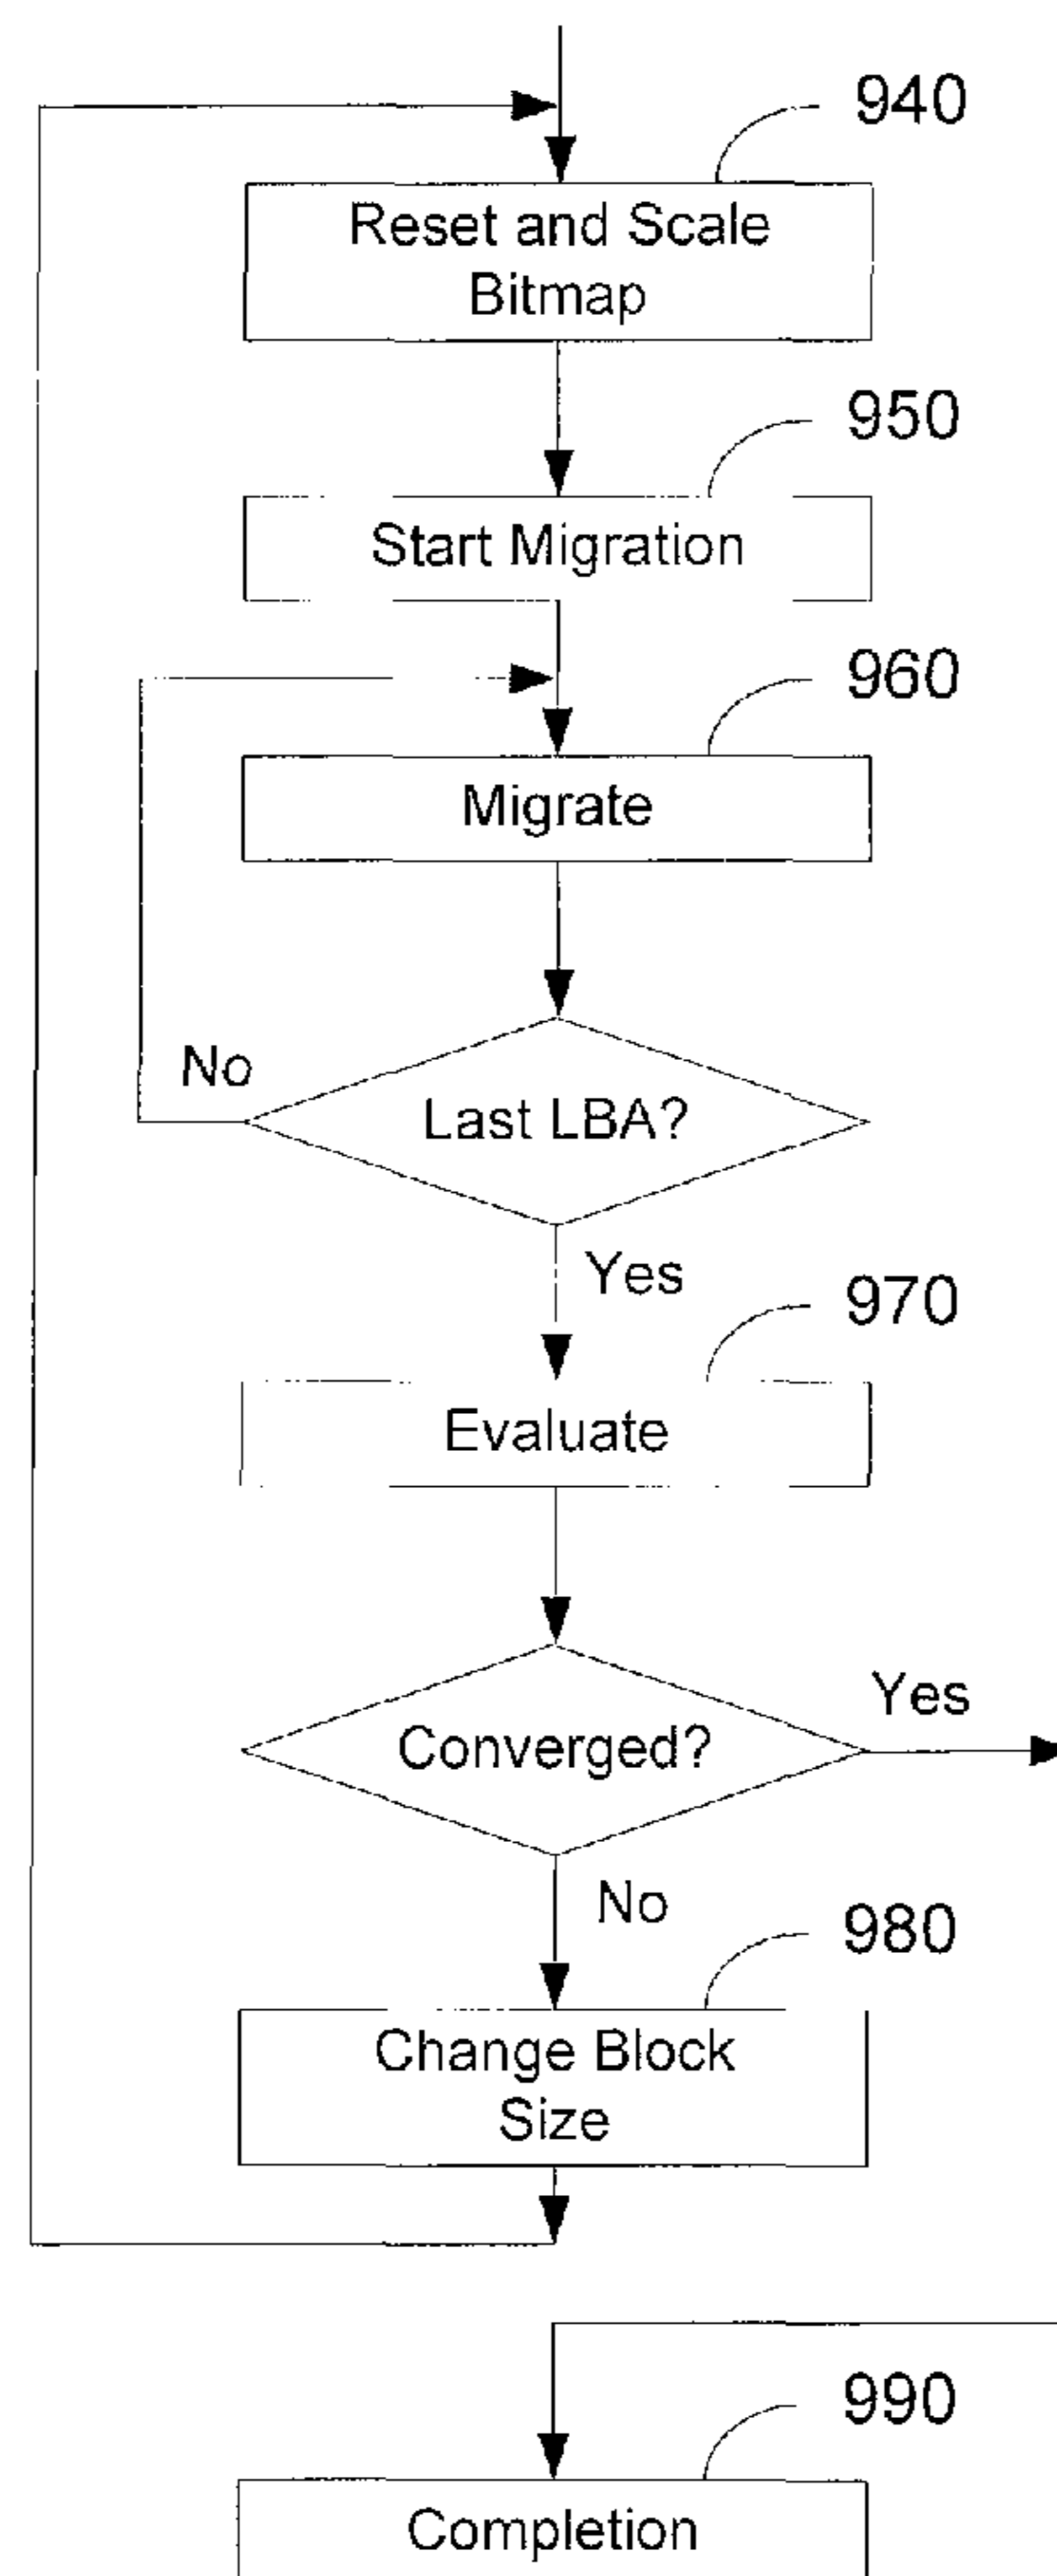 940
Reset and Scale
Bitmap
950
Start Migration
960
Migrate
No
Last LBA?
Yes
970
Evaluate
Yes
Converged?
No
980
Change Block
Size
990
Completion